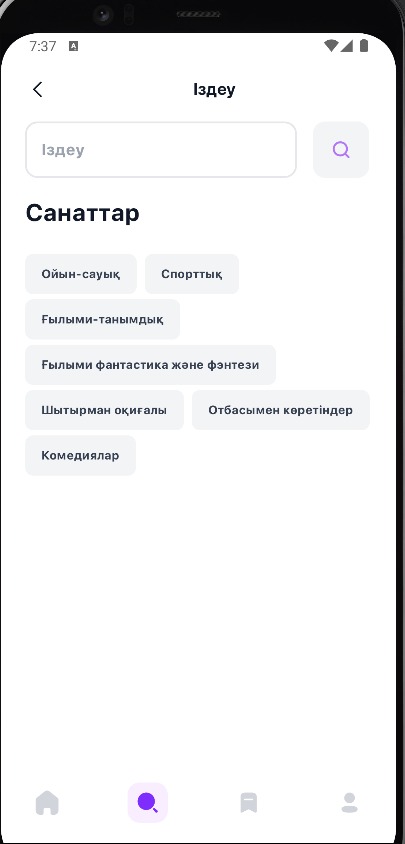 7:37 A
Іздеу
Іздеу
Санаттар
Ойын-сауық Спорттық
Ғылыми-танымдық
Ғылыми фантастика және фэнтези
Шытырман оқиғалы Отбасымен көретіндер
Комедиялар